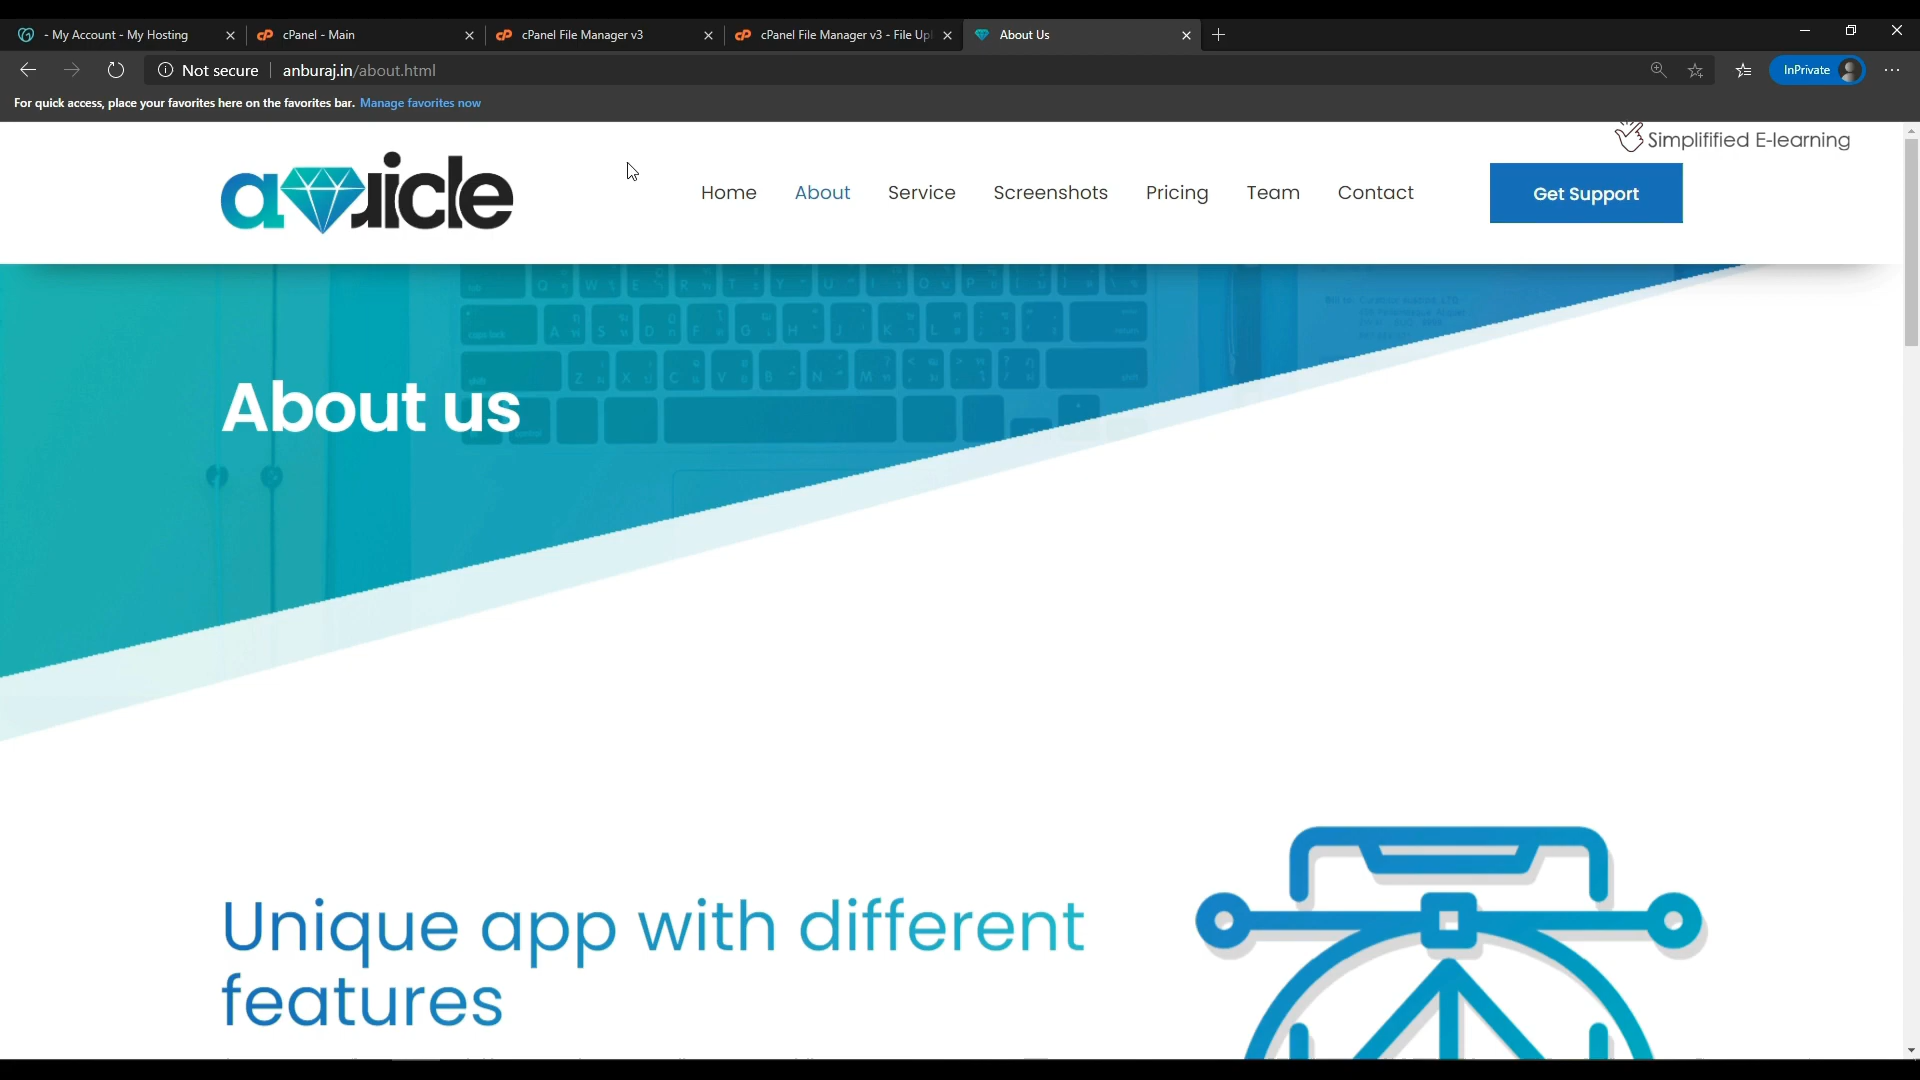 - My Account - My Hosting
cPanel - Main
cPanel File Manager v3
cPanel File Manager v3 - File Upl
About Us
Not secure
anburaj.in/about.html
InPrivate
For quick access, place your favorites here on the favorites bar. Manage favorites now
Simplifified E-learning
Home
About
Service
Screenshots
Pricing
Team
Contact
Get Support
About us
Unique app with different
features